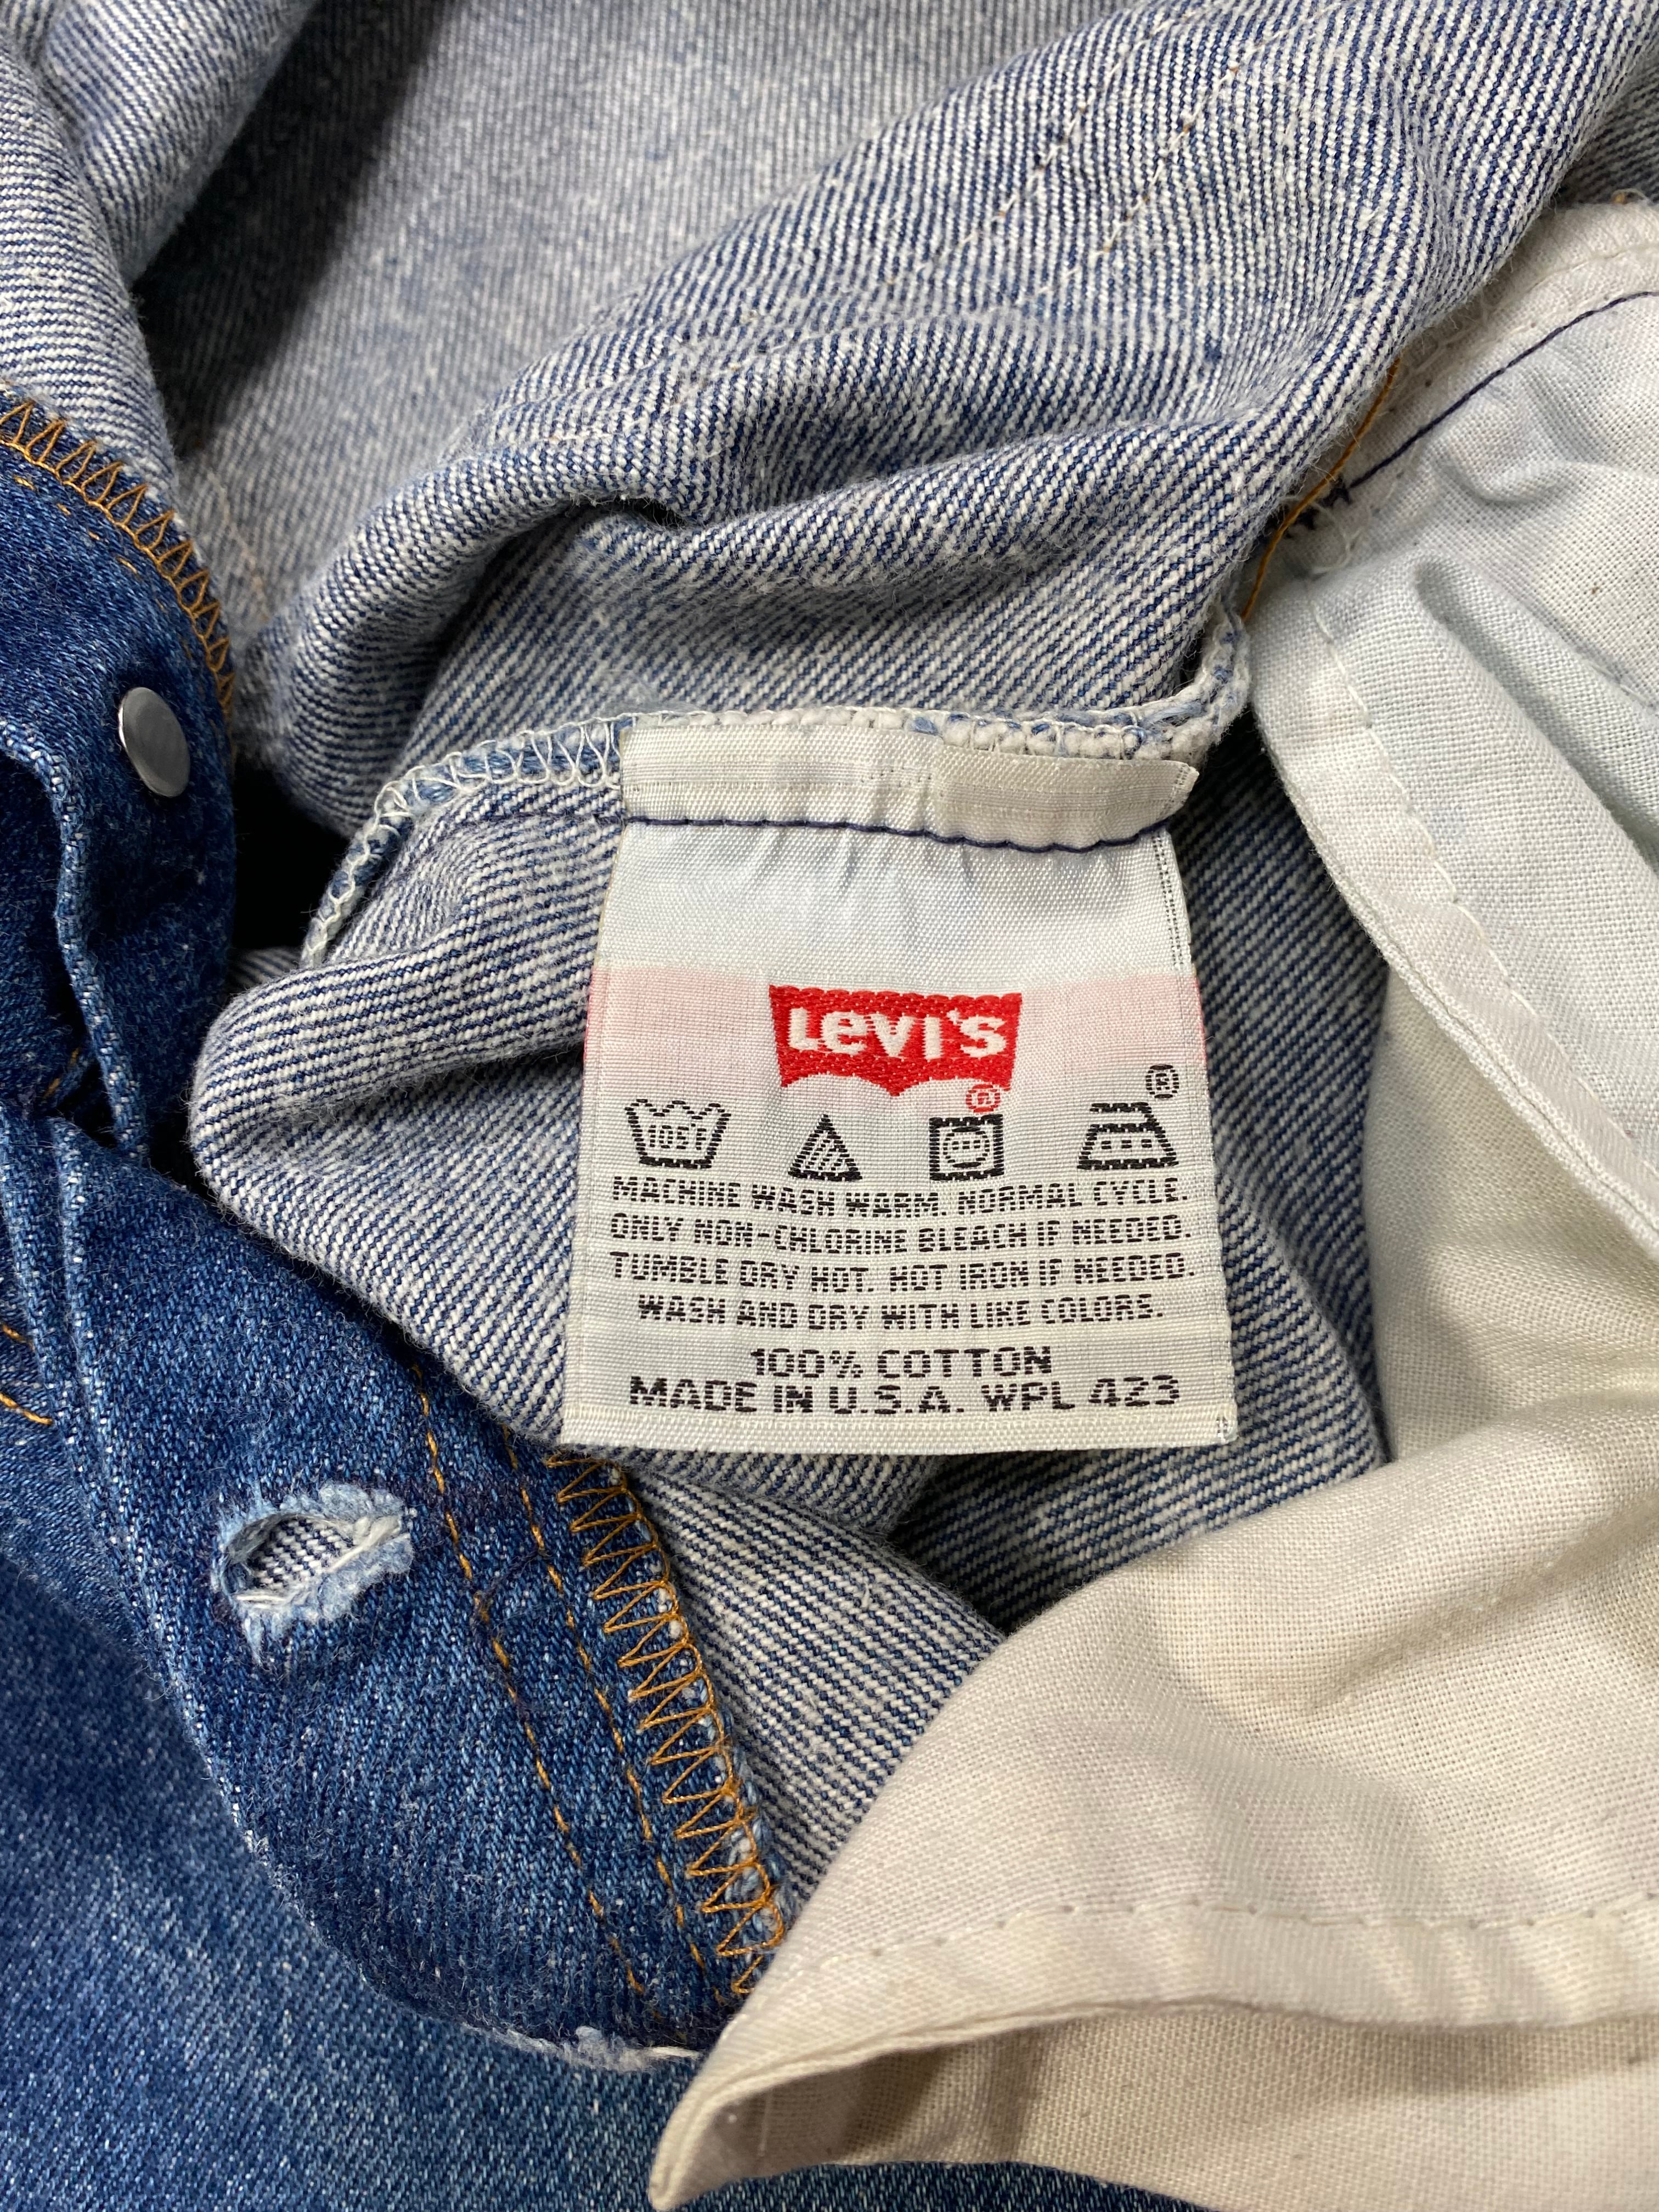 Levi's
®
®
105F
MACHINE WASH WARM. NORMAL CYCLE.
ONLY NON-CHLORINE BLEACH IF NEEDED.
TUMBLE DRY HOT. HOT IRON IF NEEDED.
WASH AND DRY WITH LIKE COLORS.
100% COTTON
MADE IN U.S.A. WPL 423